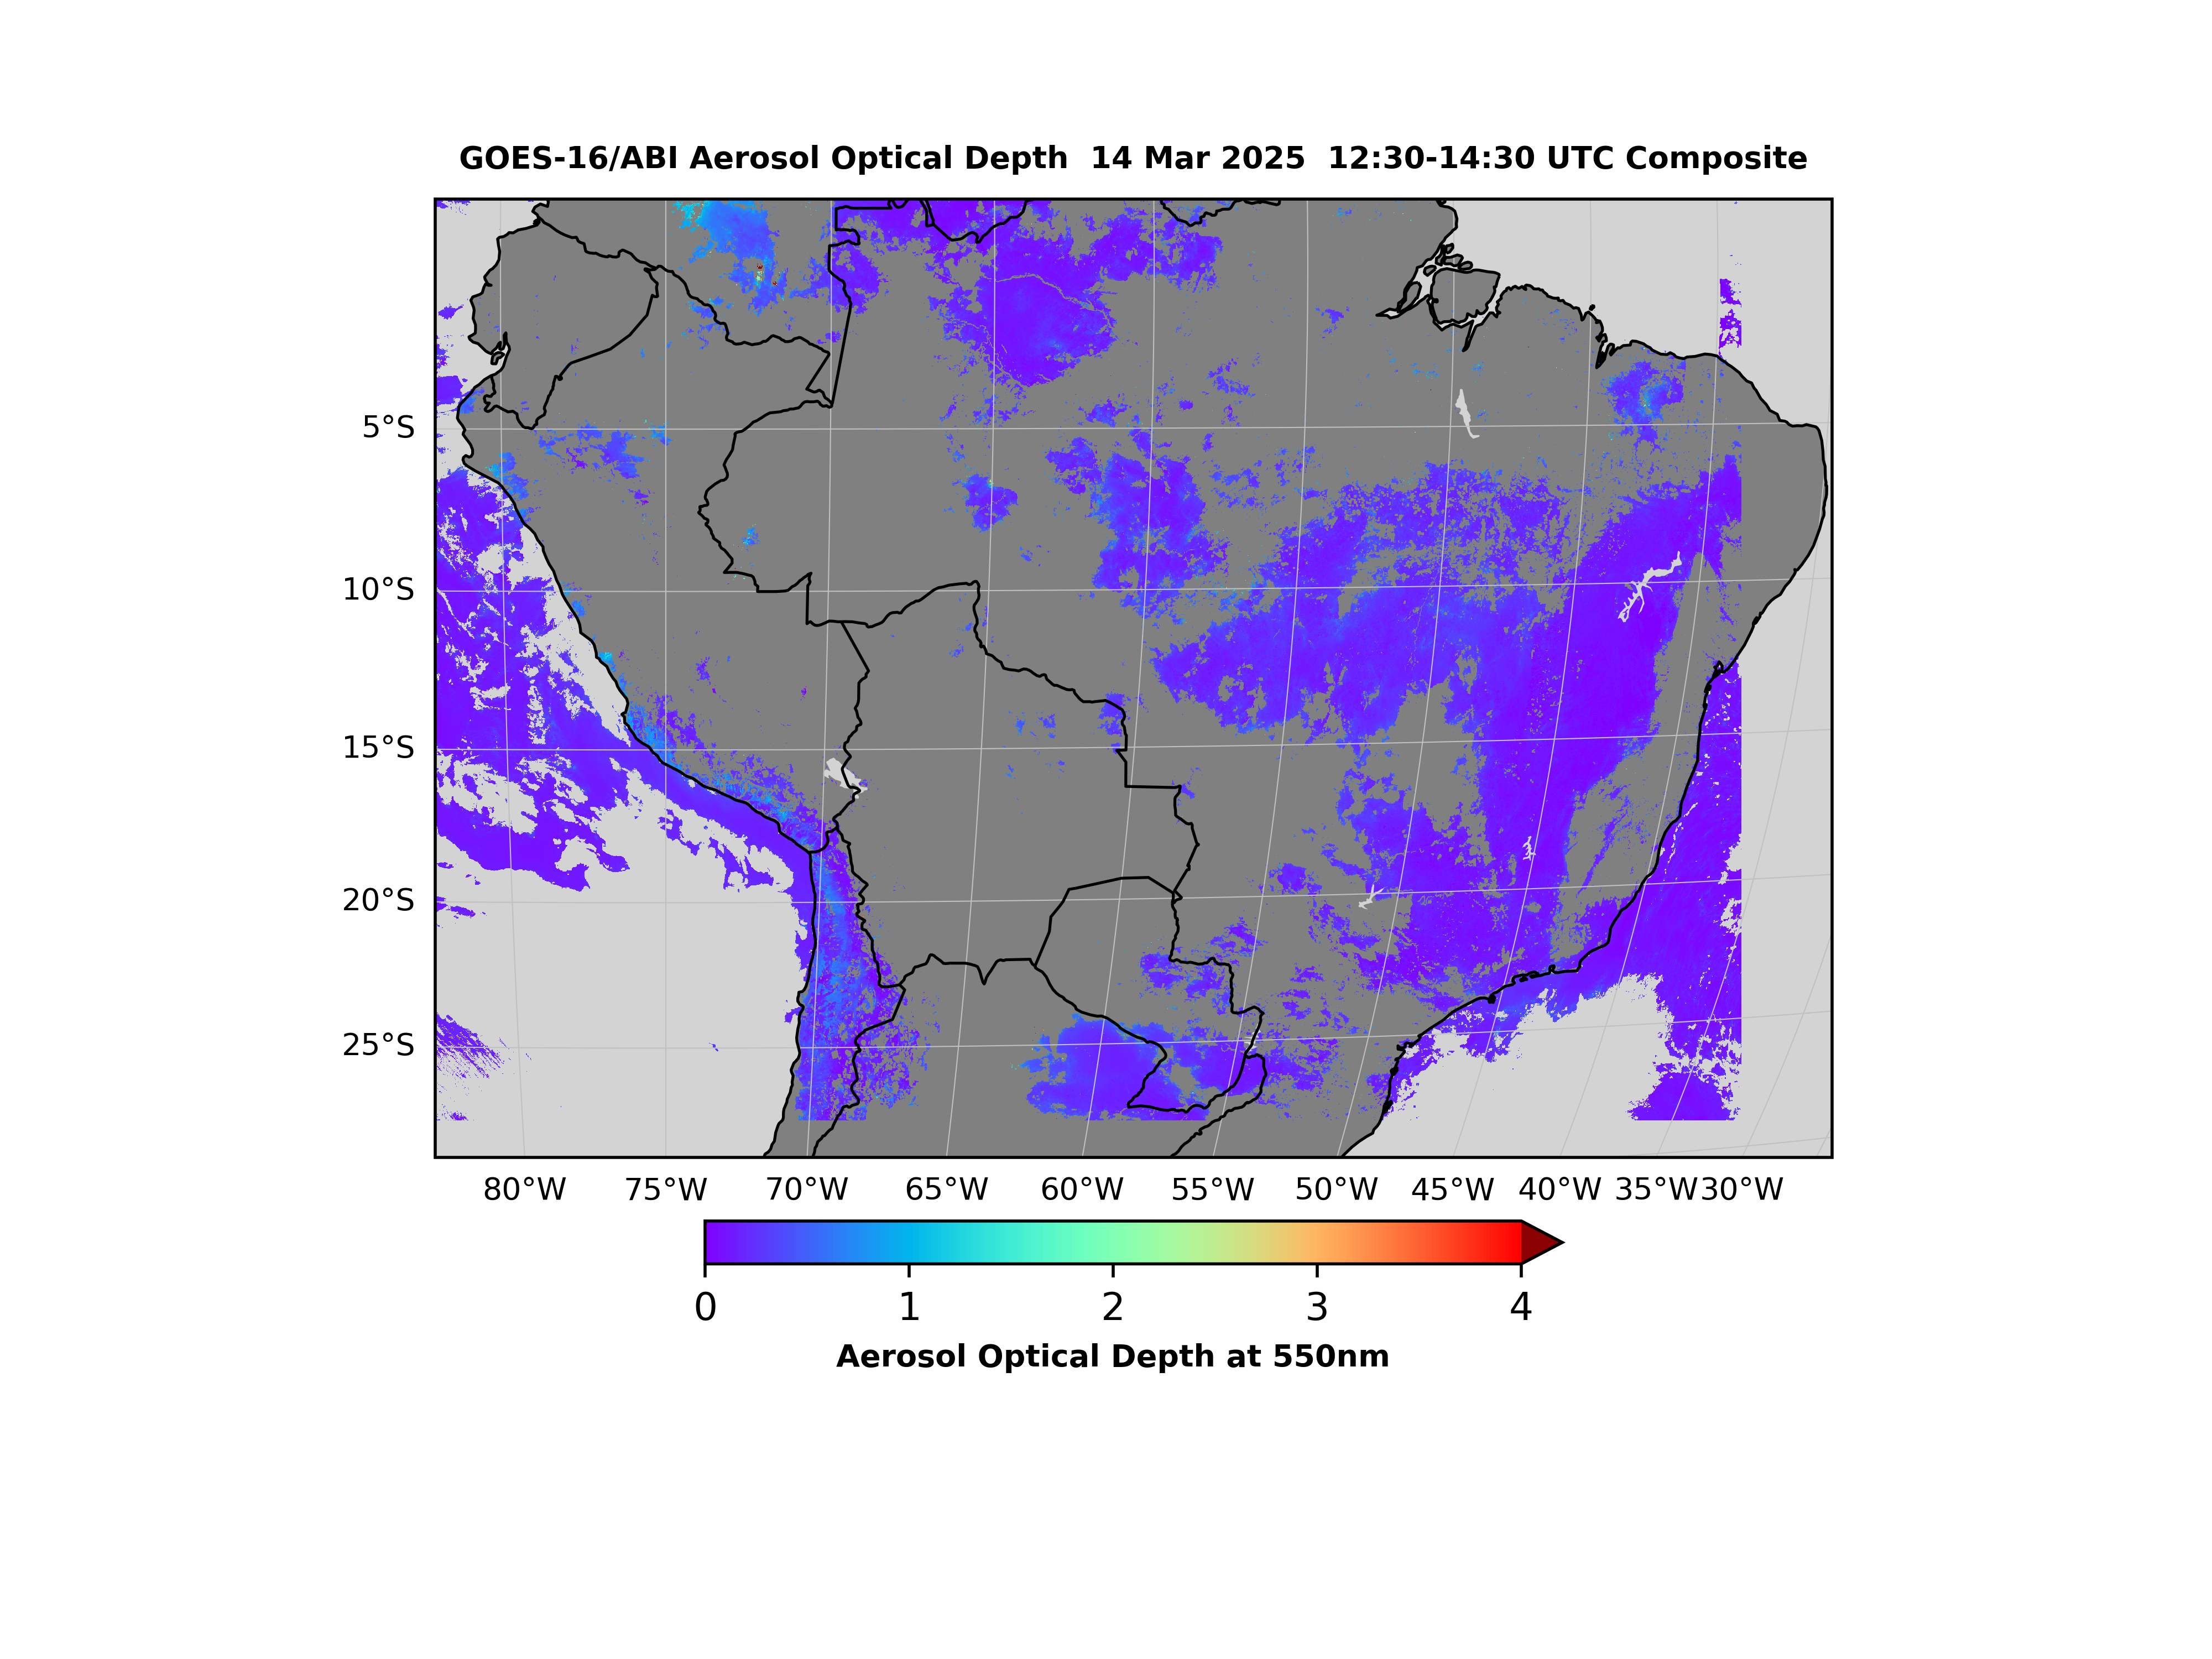 GOES-16/ABI Aerosol Optical Depth  14 Mar 2025  12:30-14:30 UTC Composite
5°S
10°S
15°S
20°S
25°S
80°W 75°W 70°W 65°W 60°W 55°W 50°W 45°W 40°W 35°W 30°W
0 1 2 3 4
Aerosol Optical Depth at 550nm